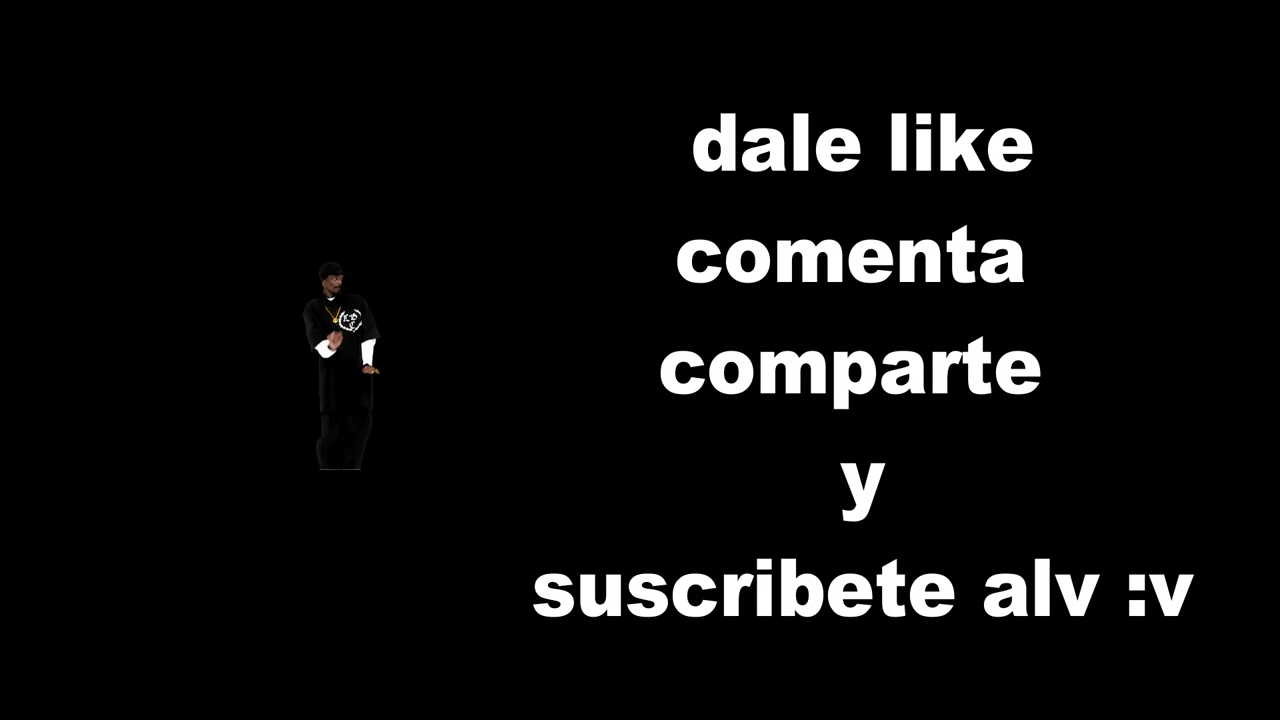 dale like
comenta
comparte
y
suscribete alv :v